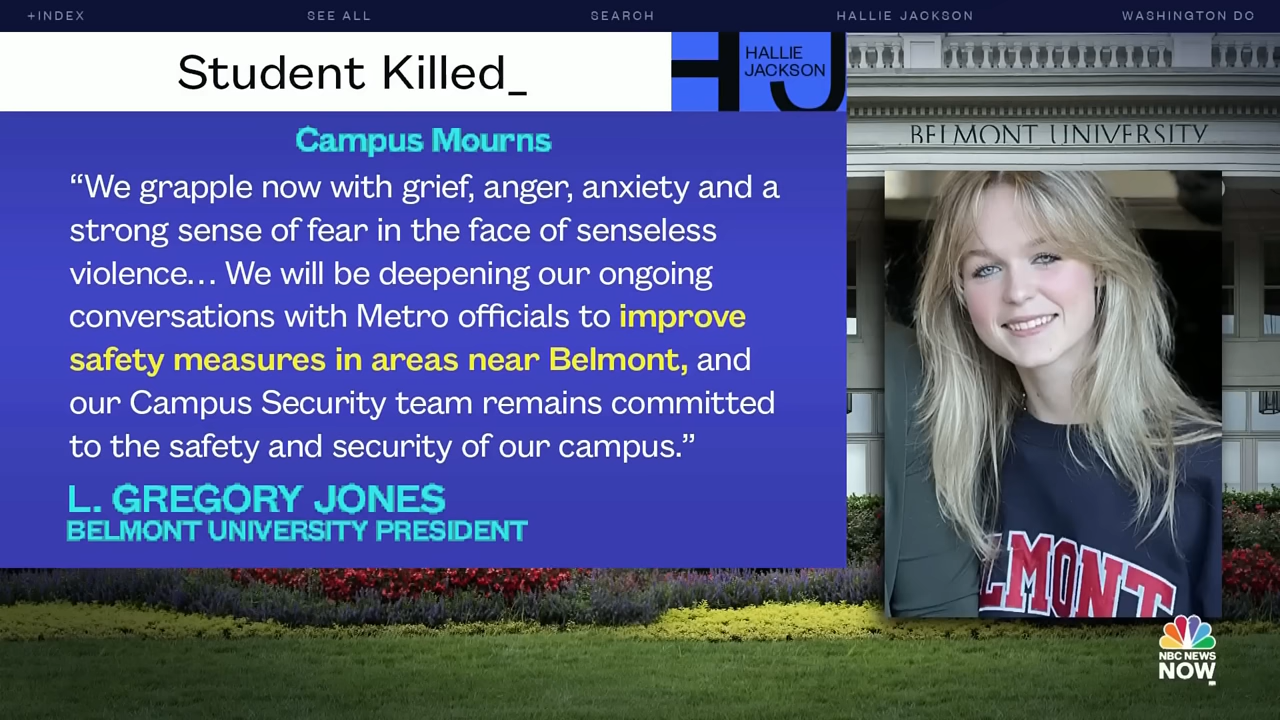 +INDEX
SEE ALL
SEARCH
HALLIE JACKSON
WASHINGTON DC
Student Killed_
HJ
HALLIE
JACKSON
Campus Mourns
“We grapple now with grief, anger, anxiety and a
strong sense of fear in the face of senseless
violence… We will be deepening our ongoing
conversations with Metro officials to improve
safety measures in areas near Belmont, and
our Campus Security team remains committed
to the safety and security of our campus.”
L. GREGORY JONES
BELMONT UNIVERSITY PRESIDENT
BELMONT UNIVERSITY
LMONT
NBC NEWS
NOW